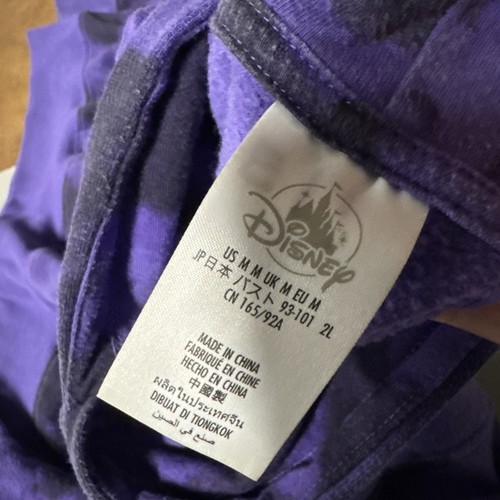 Disney
US M M UK M EU M
JP 日本 バスト 93-101 2L
CN 165/92A
MADE IN CHINA
FABRIQUÉ EN CHINE
HECHO EN CHINA
中國製
ผลิตในประเทศจีน
DIBUAT DI TIONGKOK
صنع في الصين